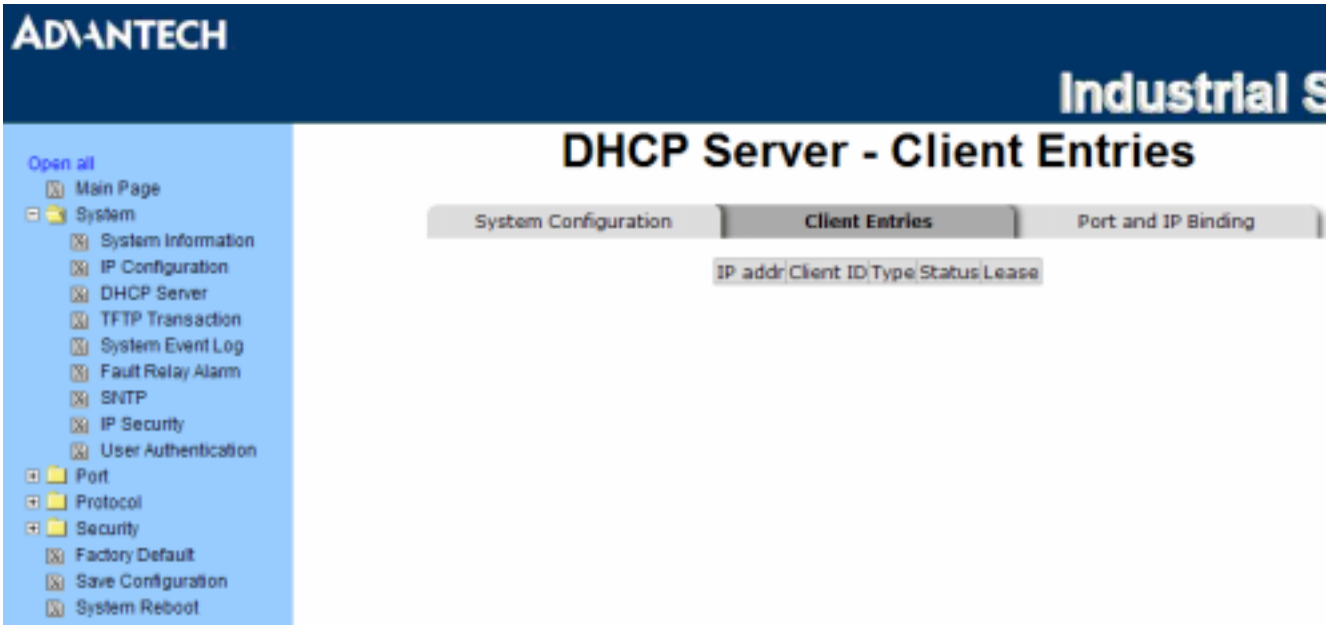 ADVANTECH
Industrial S
DHCP Server - Client Entries
Open all
Main Page
System
System Information
IP Configuration
DHCP Server
TFTP Transaction
System Event Log
Fault Relay Alarm
SNTP
IP Security
User Authentication
Port
Protocol
Security
Factory Default
Save Configuration
System Reboot
System Configuration Client Entries Port and IP Binding
IP addr Client ID Type Status Lease